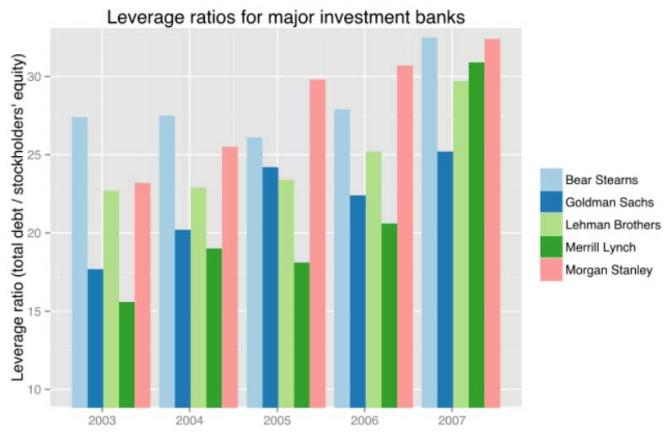 Leverage ratios for major investment banks
Leverage ratio (total debt / stockholders' equity)
30
25
20
15
10
2003 2004 2005 2006 2007
Bear Stearns
Goldman Sachs
Lehman Brothers
Merrill Lynch
Morgan Stanley